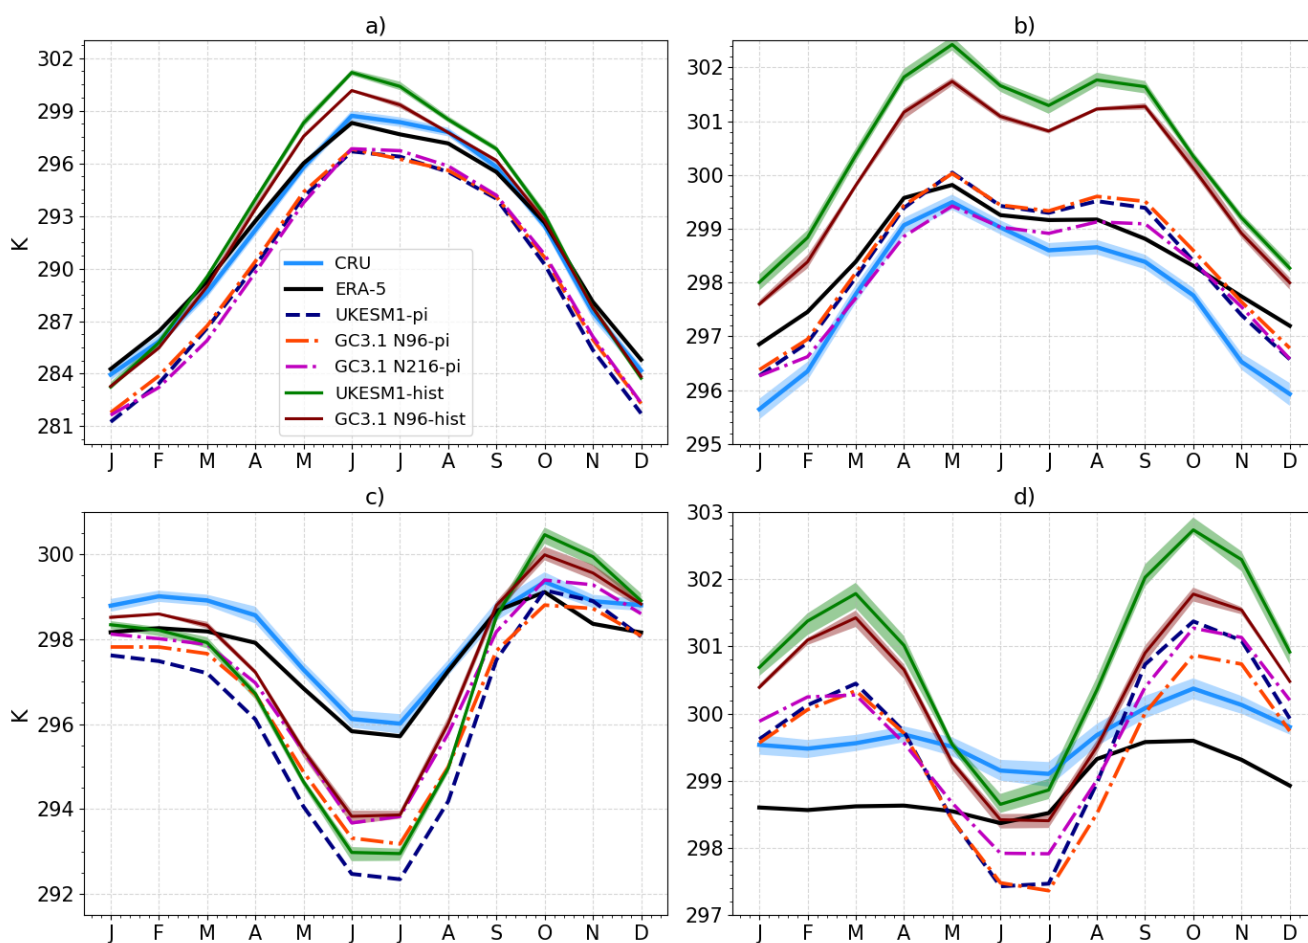 a)
K
302
299
296
293
290
287
284
281
J F M A M J J A S O N D
CRU
ERA-5
UKESM1-pi
GC3.1 N96-pi
GC3.1 N216-pi
UKESM1-hist
GC3.1 N96-hist
b)
302
301
300
299
298
297
296
295
J F M A M J J A S O N D
c)
K
300
298
296
294
292
J F M A M J J A S O N D
d)
303
302
301
300
299
298
297
J F M A M J J A S O N D